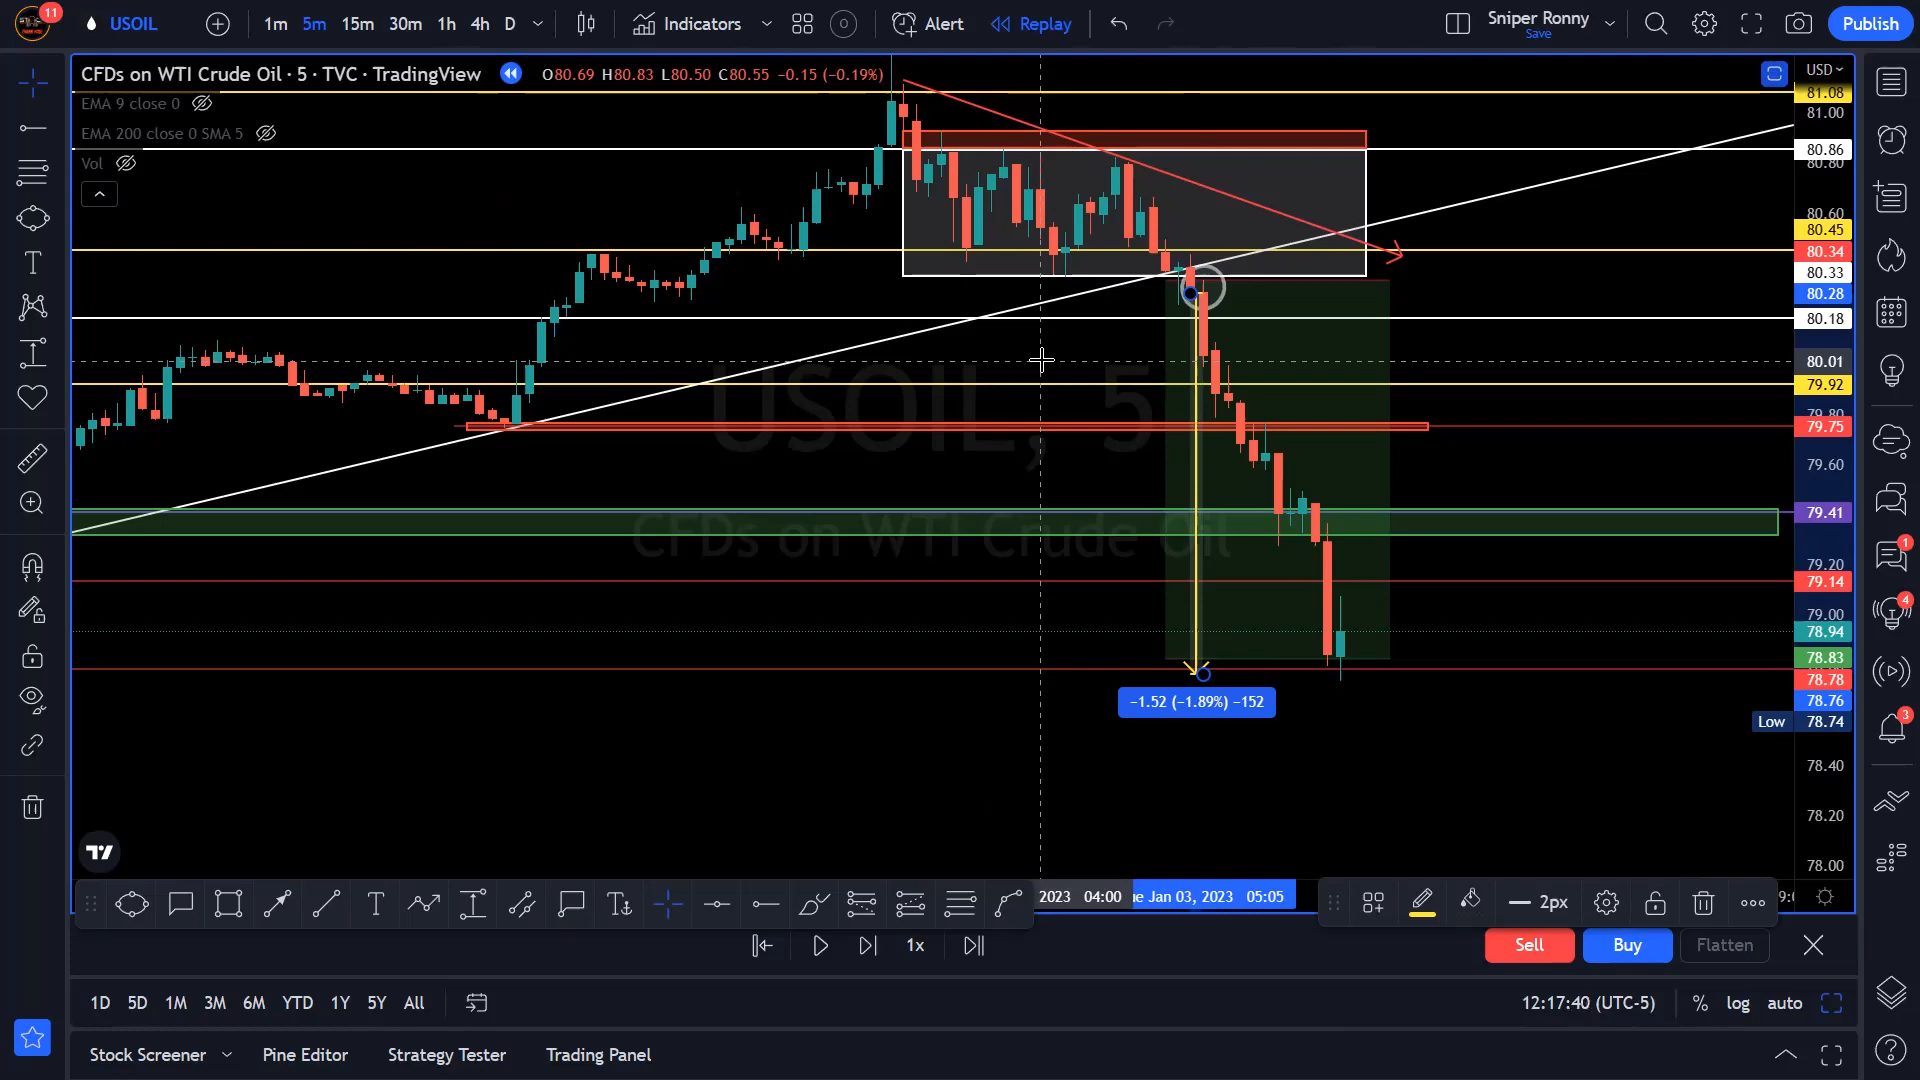 11
USOIL
1m 5m 15m 30m 1h 4h D
Indicators
Alert
Replay
Sniper Ronny
Save
Publish
CFDs on WTI Crude Oil · 5 · TVC · TradingView
O80.69 H80.83 L80.50 C80.55 −0.15 (−0.19%)
USD
EMA 9 close 0
EMA 200 close 0 SMA 5
Vol
81.08
81.00
80.86
80.80
80.60
80.45
80.34
80.33
80.28
80.18
80.01
79.92
79.80
79.75
79.60
79.41
79.20
79.14
79.00
78.94
78.83
78.78
78.76
Low 78.74
78.40
78.20
78.00
USOIL, 5
CFDs on WTI Crude Oil
−1.52 (−1.89%) −152
1
4
3
2023 04:00
Jan 03, 2023 05:05
2px
1x
Sell
Buy
Flatten
1D 5D 1M 3M 6M YTD 1Y 5Y All
12:17:40 (UTC-5)
% log auto
Stock Screener
Pine Editor
Strategy Tester
Trading Panel